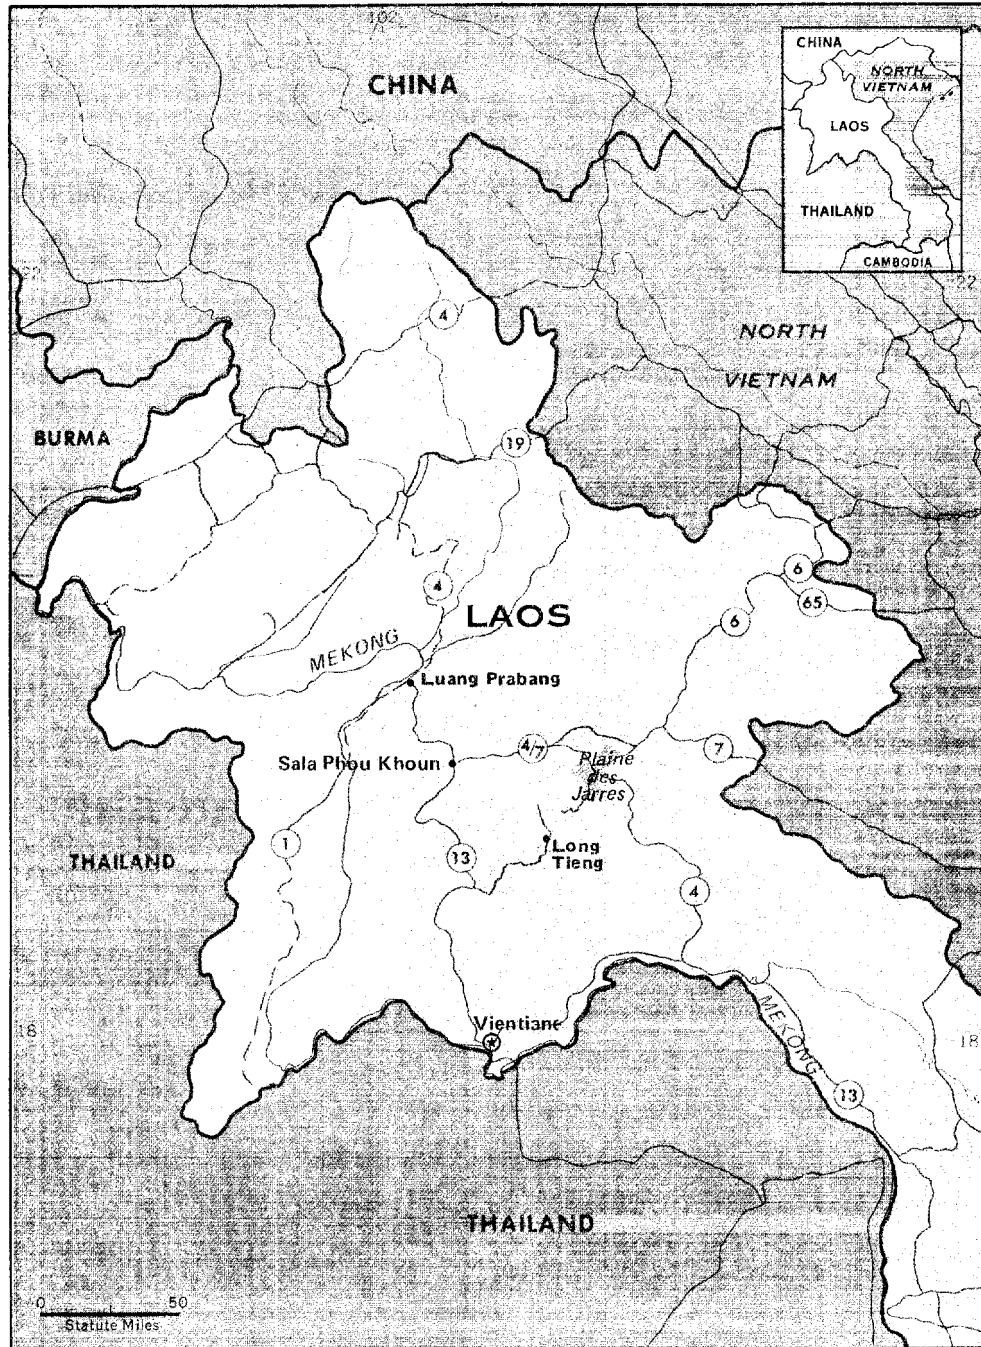 102
CHINA
CHINA
NORTH
VIETNAM
LAOS
THAILAND
CAMBODIA
22
4
NORTH
VIETNAM
BURMA
19
6
4
65
LAOS
6
MEKONG
Luang Prabang
4/7
7
Sala Phou Khoun
Plaine
des
Jarres
1
Long
Tieng
13
THAILAND
4
Vientiane
18
MEKONG
18
13
THAILAND
0 50
Statute Miles